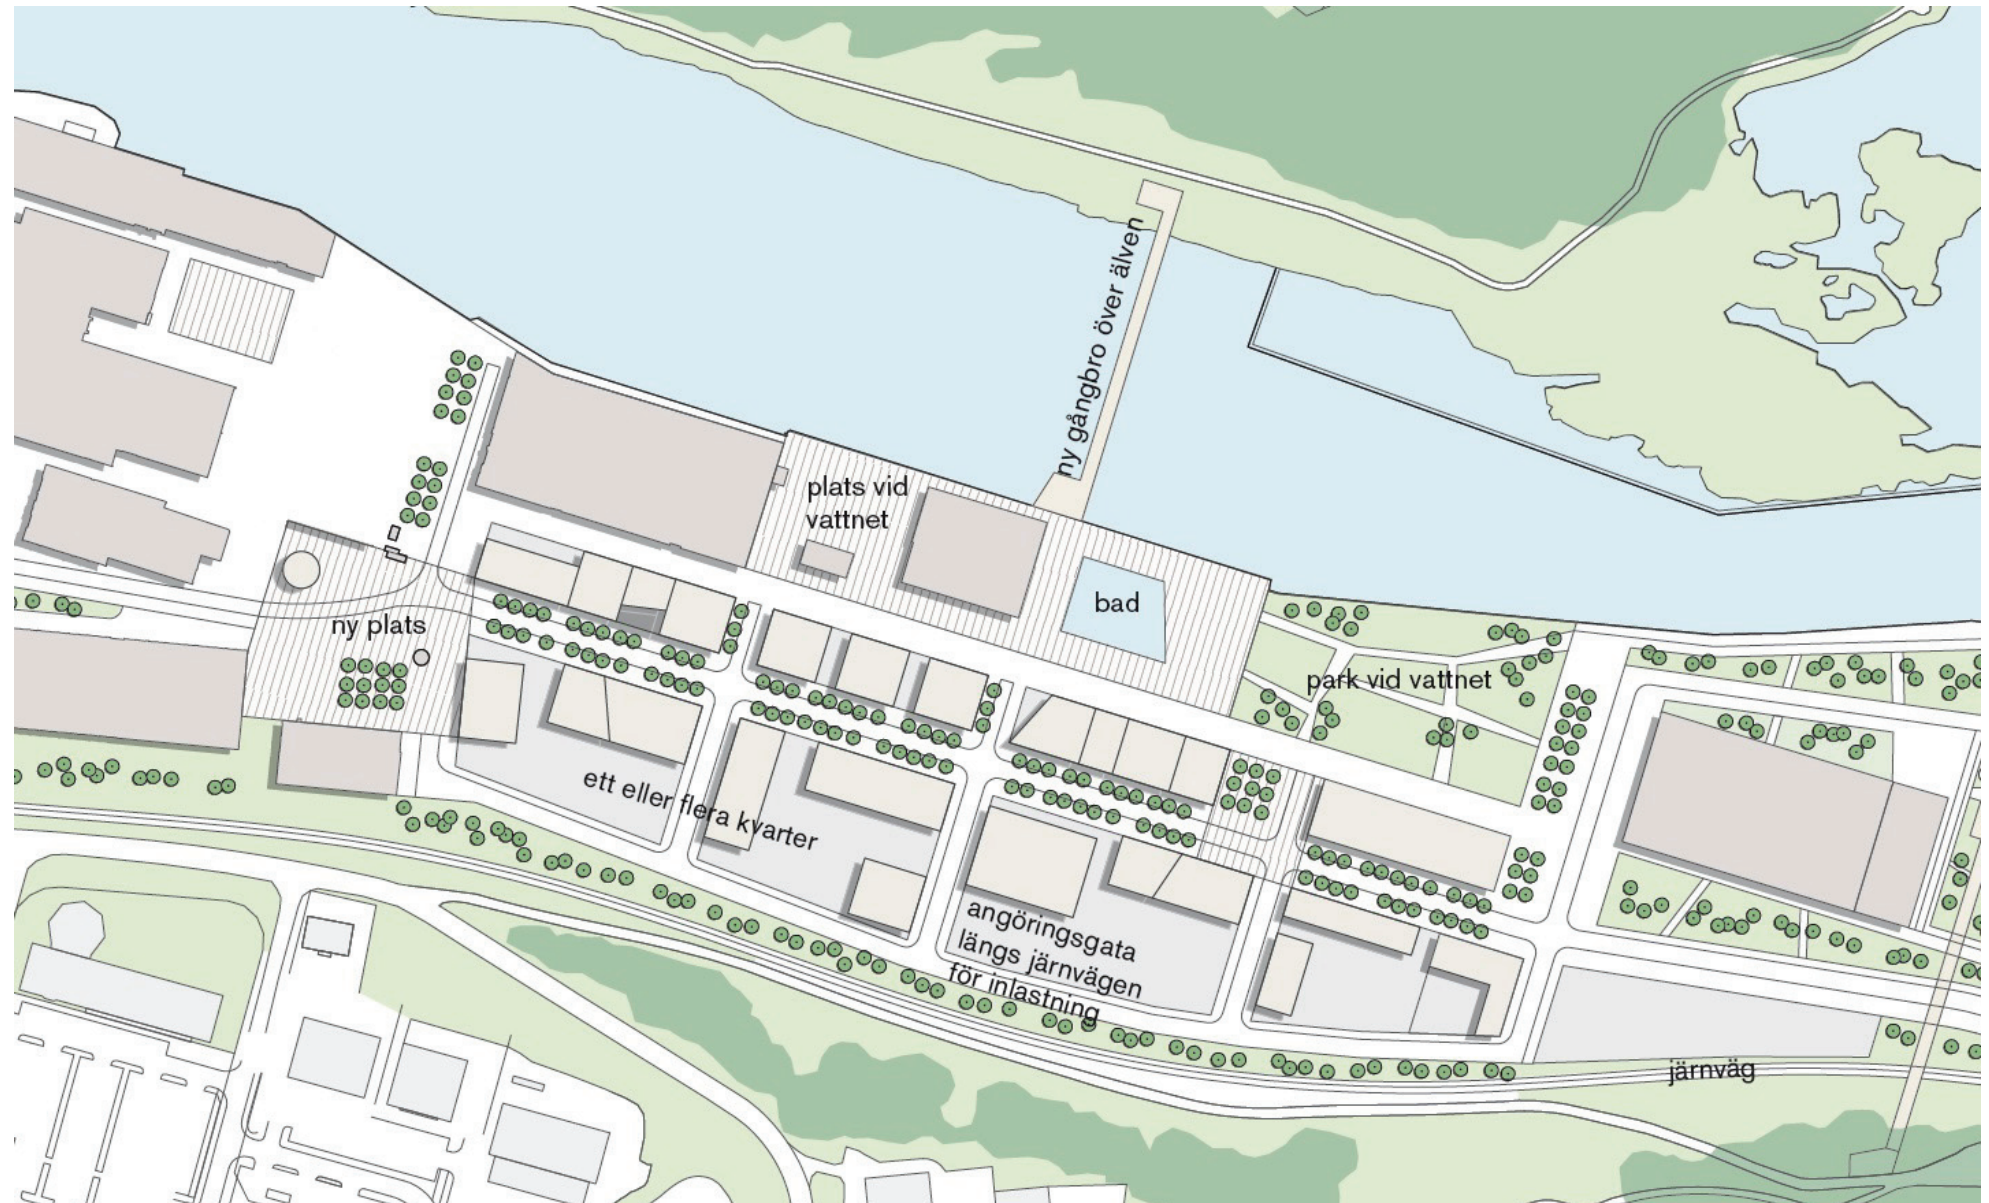 ny gångbro över älven
plats vid
vattnet
bad
ny plats
park vid vattnet
ett eller flera kvarter
angöringsgata
längs järnvägen
för inlastning
järnväg